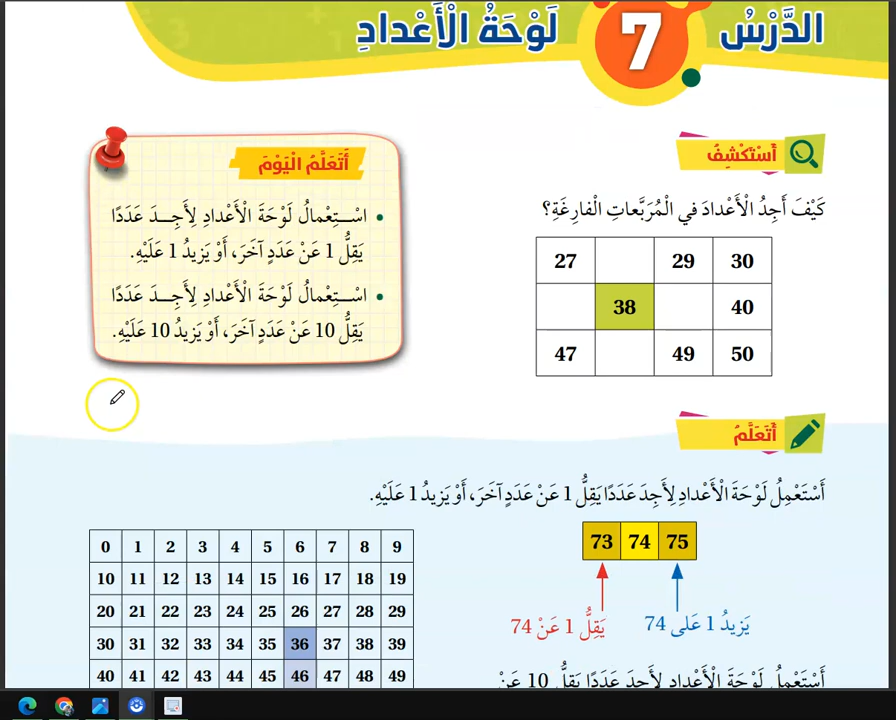 الدَّرْسُ 7 لَوْحَةُ الْأَعْدادِ
أَسْتَكْشِفُ
كَيْفَ أَجِدُ الْأَعْدادَ في الْمُرَبَّعاتِ الْفارِغَةِ؟
27 29 30
38 40
47 49 50
أَتَعَلَّمُ الْيَوْمَ
• اسْتِعْمالُ لَوْحَةَ الْأَعْدادِ لِأَجِدَ عَدَدًا
يَقِلُّ 1 عَنْ عَدَدٍ آخَرَ، أَوْ يَزيدُ 1 عَلَيْهِ.
• اسْتِعْمالُ لَوْحَةَ الْأَعْدادِ لِأَجِدَ عَدَدًا
يَقِلُّ 10 عَنْ عَدَدٍ آخَرَ، أَوْ يَزيدُ 10 عَلَيْهِ.
أَتَعَلَّمُ
أَسْتَعْمِلُ لَوْحَةَ الْأَعْدادِ لِأَجِدَ عَدَدًا يَقِلُّ 1 عَنْ عَدَدٍ آخَرَ، أَوْ يَزيدُ 1 عَلَيْهِ.
73 74 75
يَزيدُ 1 عَلى 74
يَقِلُّ 1 عَنْ 74
أَسْتَعْمِلُ لَوْحَةَ الْأَعْدادِ لِأَجِدَ عَدَدًا يَقِلُّ 10 عَنْ
0 1 2 3 4 5 6 7 8 9
10 11 12 13 14 15 16 17 18 19
20 21 22 23 24 25 26 27 28 29
30 31 32 33 34 35 36 37 38 39
40 41 42 43 44 45 46 47 48 49